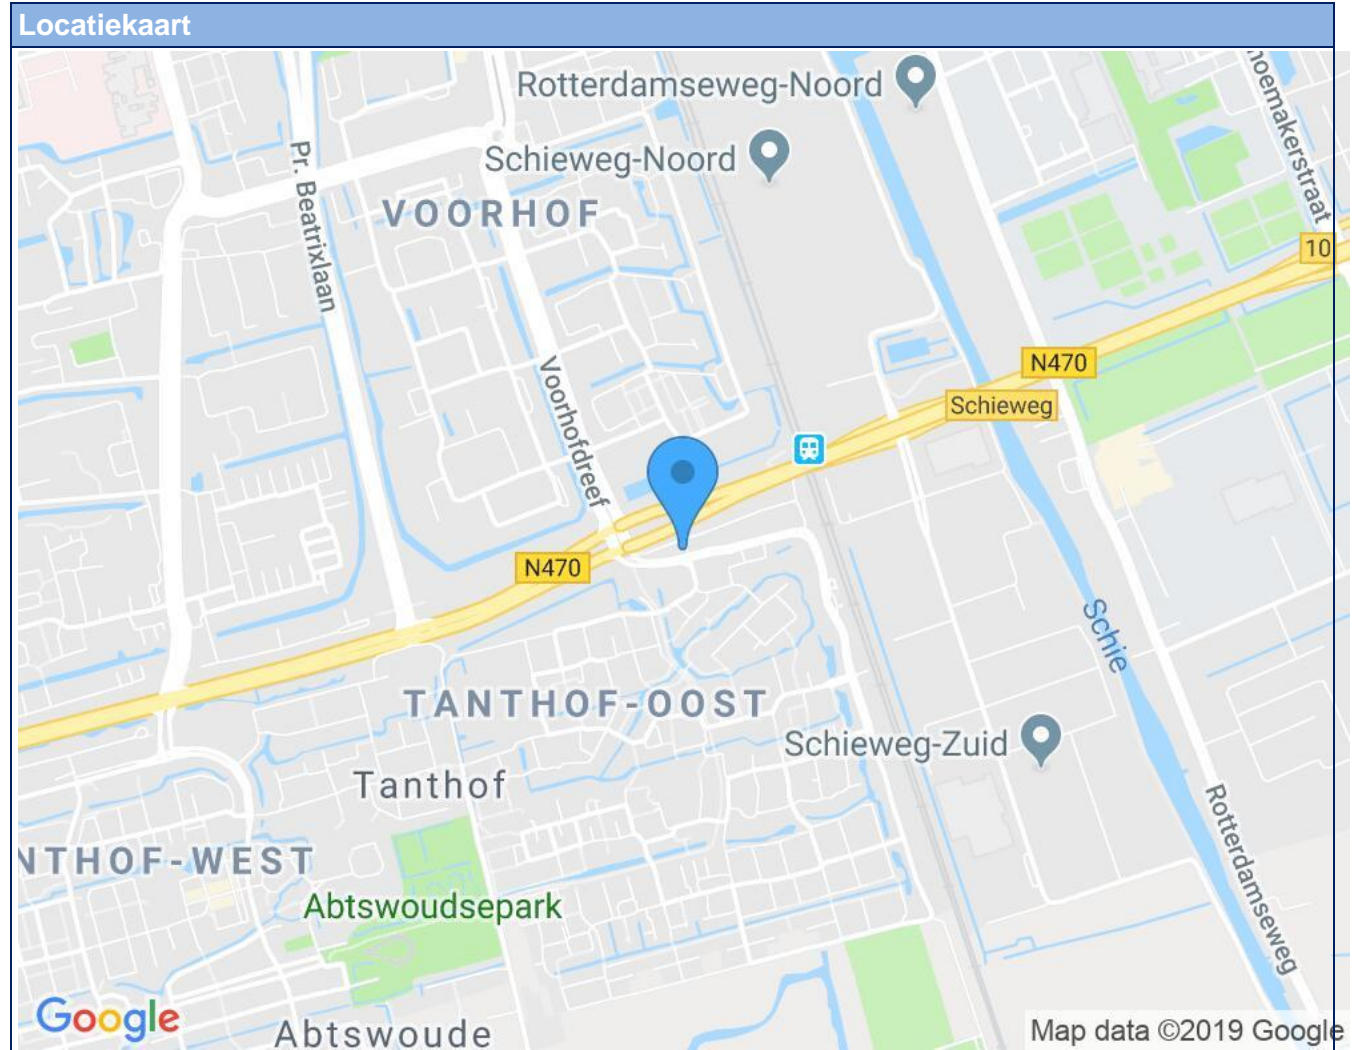 Locatiekaart
Rotterdamseweg-Noord
Schieweg-Noord
VOORHOF
Pr. Beatrixlaan
noemakerstraat
10
N470
Schieweg
Voorhofdreef
N470
Schie
TANTHOF-OOST
Schieweg-Zuid
Tanthof
NTHOF-WEST
Rotterdamseweg
Abtswoudsepark
Google
Abtswoude
Map data ©2019 Google